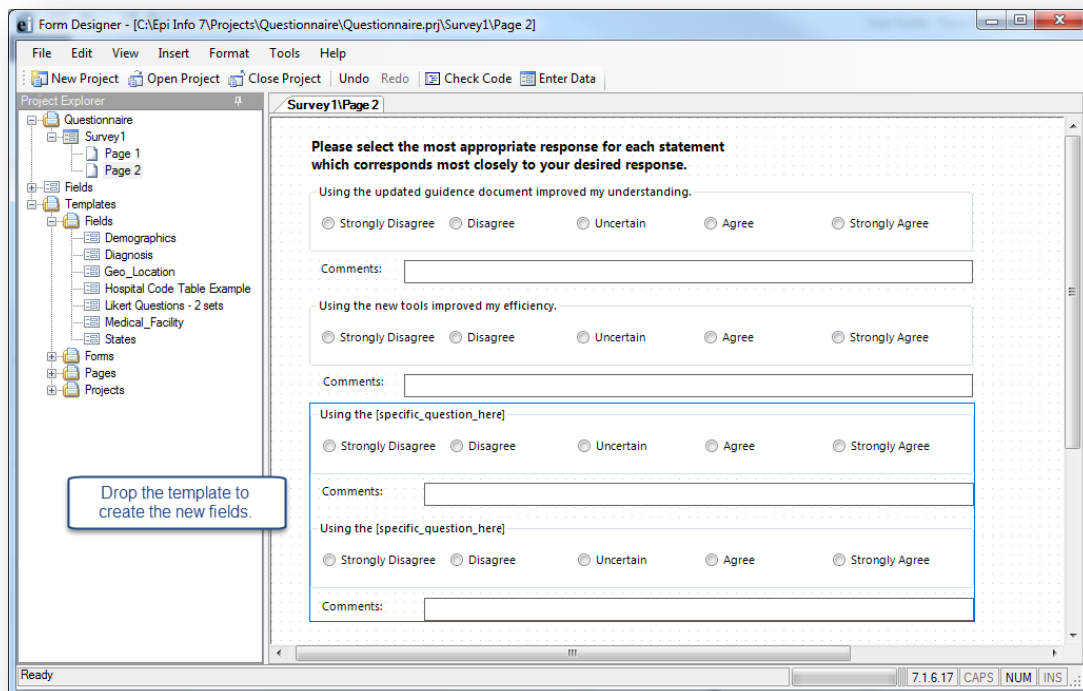 ei Form Designer - [C:\Epi Info 7\Projects\Questionnaire\Questionnaire.prj\Survey1\Page 2]
File Edit View Insert Format Tools Help
New Project Open Project Close Project Undo Redo Check Code Enter Data
Project Explorer
Questionnaire
Survey1
Page 1
Page 2
Fields
Templates
Fields
Demographics
Diagnosis
Geo_Location
Hospital Code Table Example
Likert Questions - 2 sets
Medical_Facility
States
Forms
Pages
Projects
Drop the template to
create the new fields.
Survey1\Page 2
Please select the most appropriate response for each statement
which corresponds most closely to your desired response.
Using the updated guidence document improved my understanding.
Strongly Disagree Disagree Uncertain Agree Strongly Agree
Comments:
Using the new tools improved my efficiency.
Strongly Disagree Disagree Uncertain Agree Strongly Agree
Comments:
Using the [specific_question_here]
Strongly Disagree Disagree Uncertain Agree Strongly Agree
Comments:
Using the [specific_question_here]
Strongly Disagree Disagree Uncertain Agree Strongly Agree
Comments:
Ready 7.1.6.17 CAPS NUM INS